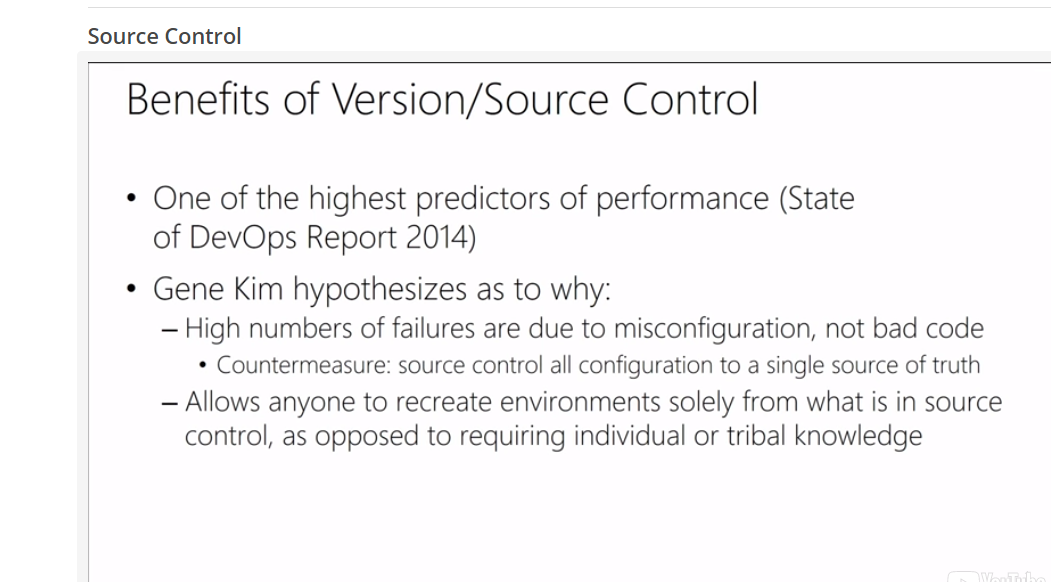 Source Control
Benefits of Version/Source Control
• One of the highest predictors of performance (State
of DevOps Report 2014)
• Gene Kim hypothesizes as to why:
– High numbers of failures are due to misconfiguration, not bad code
• Countermeasure: source control all configuration to a single source of truth
– Allows anyone to recreate environments solely from what is in source
control, as opposed to requiring individual or tribal knowledge
YouTube